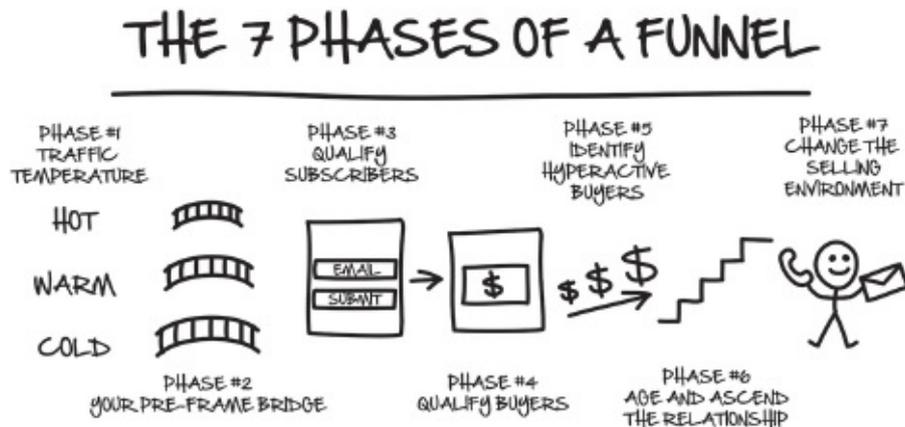 THE 7 PHASES OF A FUNNEL
PHASE #1
TRAFFIC
TEMPERATURE
HOT
WARM
COLD
PHASE #2
YOUR PRE-FRAME BRIDGE
PHASE #3
QUALIFY
SUBSCRIBERS
EMAIL
SUBMIT
$
PHASE #4
QUALIFY BUYERS
PHASE #5
IDENTIFY
HYPERACTIVE
BUYERS
$ $ $
PHASE #6
AGE AND ASCEND
THE RELATIONSHIP
PHASE #7
CHANGE THE
SELLING
ENVIRONMENT